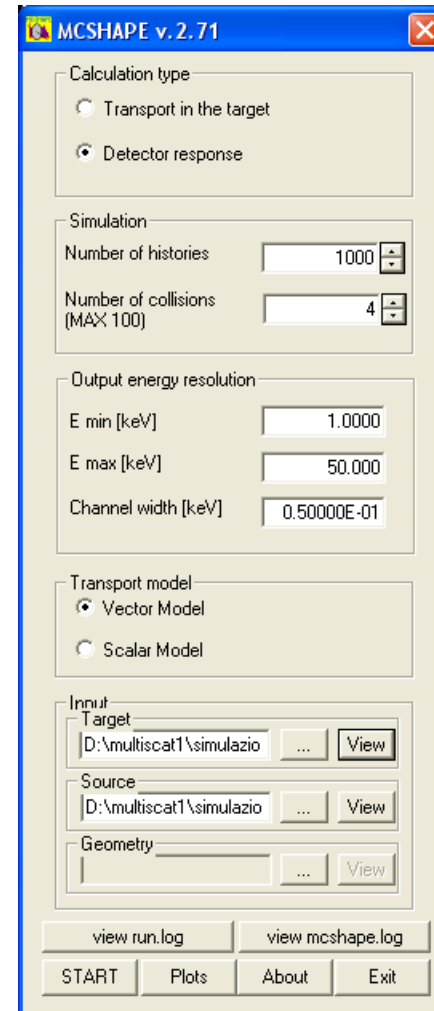 MCSHAPE v.2.71
Calculation type
Transport in the target
Detector response
Simulation
Number of histories 1000
Number of collisions
(MAX 100) 4
Output energy resolution
E min [keV] 1.0000
E max [keV] 50.000
Channel width [keV] 0.50000E-01
Transport model
Vector Model
Scalar Model
Input
Target
D:\multiscat1\simulazio ... View
Source
D:\multiscat1\simulazio ... View
Geometry
... View
view run.log view mcshape.log
START Plots About Exit